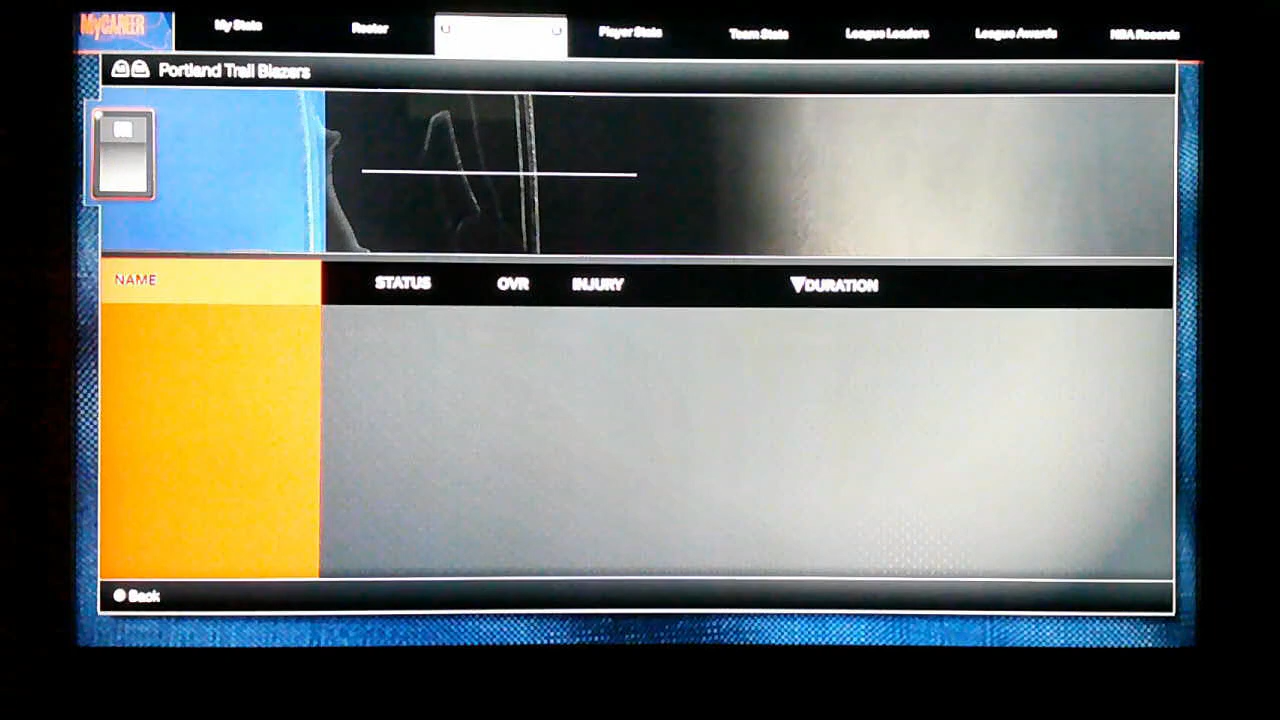 MyCAREER
My Stats Roster Player Stats Team Stats League Leaders League Awards NBA Records
Portland Trail Blazers
NAME STATUS OVR INJURY ▼DURATION
Back